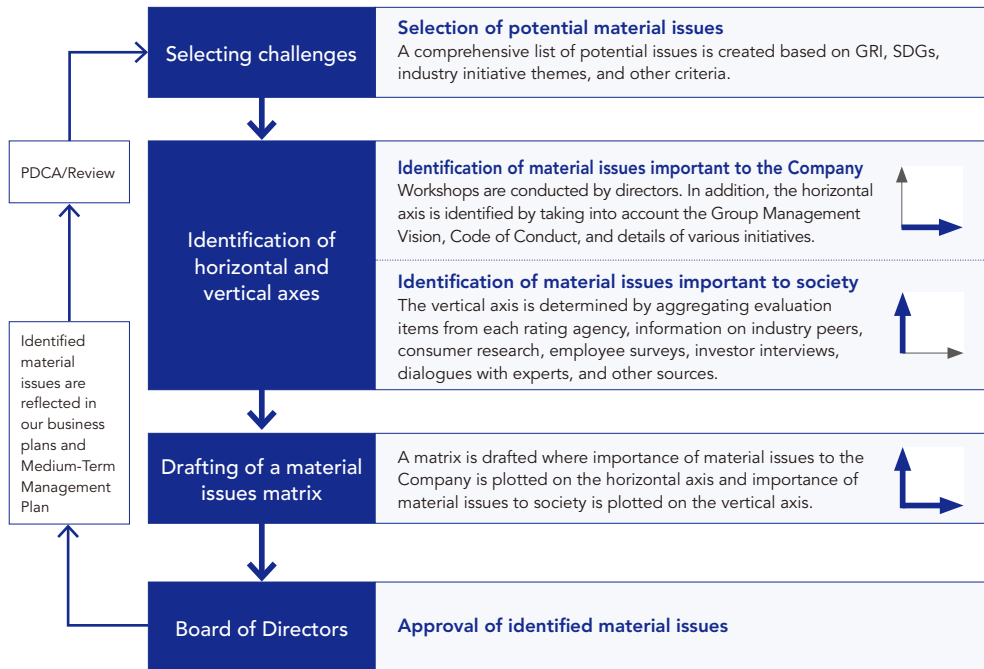 Selecting challenges
Selection of potential material issues
A comprehensive list of potential issues is created based on GRI, SDGs,
industry initiative themes, and other criteria.
PDCA/Review
Identification of
horizontal and
vertical axes
Identification of material issues important to the Company
Workshops are conducted by directors. In addition, the horizontal
axis is identified by taking into account the Group Management
Vision, Code of Conduct, and details of various initiatives.
Identification of material issues important to society
The vertical axis is determined by aggregating evaluation
items from each rating agency, information on industry peers,
consumer research, employee surveys, investor interviews,
dialogues with experts, and other sources.
Identified
material
issues are
reflected in
our business
plans and
Medium-Term
Management
Plan
Drafting of a material
issues matrix
A matrix is drafted where importance of material issues to the
Company is plotted on the horizontal axis and importance of
material issues to society is plotted on the vertical axis.
Board of Directors
Approval of identified material issues